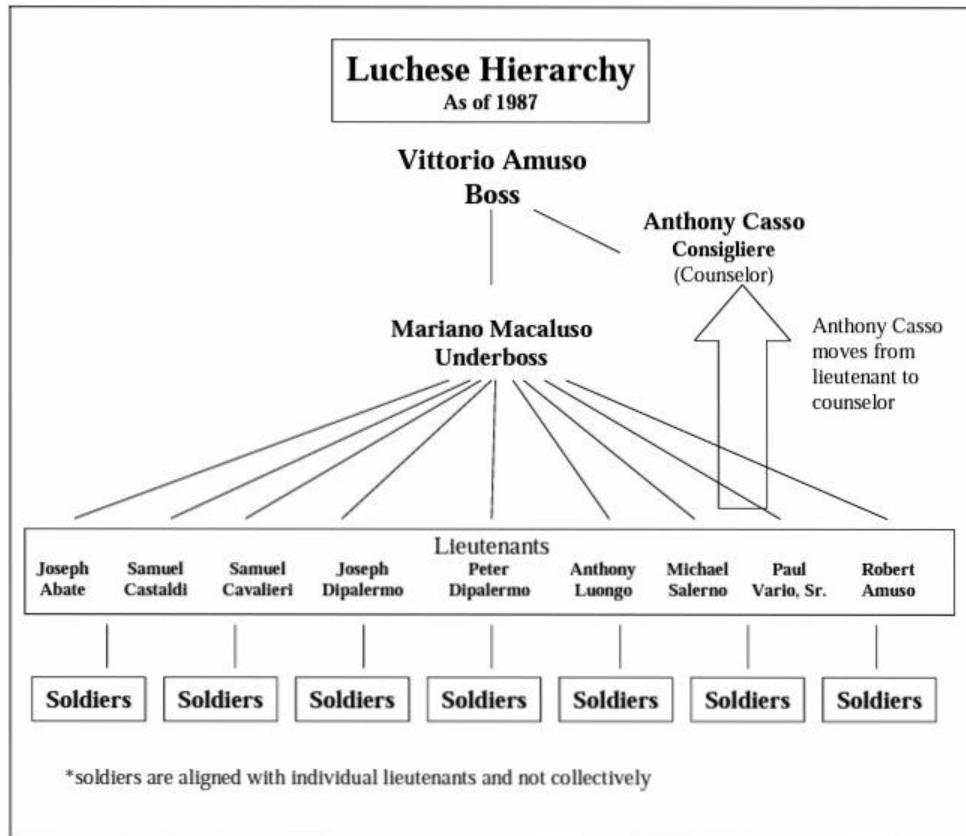 Luchese Hierarchy
As of 1987
Vittorio Amuso
Boss
Anthony Casso
Consigliere
(Counselor)
Mariano Macaluso
Underboss
Anthony Casso
moves from
lieutenant to
counselor
Lieutenants
Joseph
Abate
Samuel
Castaldi
Samuel
Cavalieri
Joseph
Dipalermo
Peter
Dipalermo
Anthony
Luongo
Michael
Salerno
Paul
Vario, Sr.
Robert
Amuso
Soldiers
Soldiers
Soldiers
Soldiers
Soldiers
Soldiers
Soldiers
*soldiers are aligned with individual lieutenants and not collectively